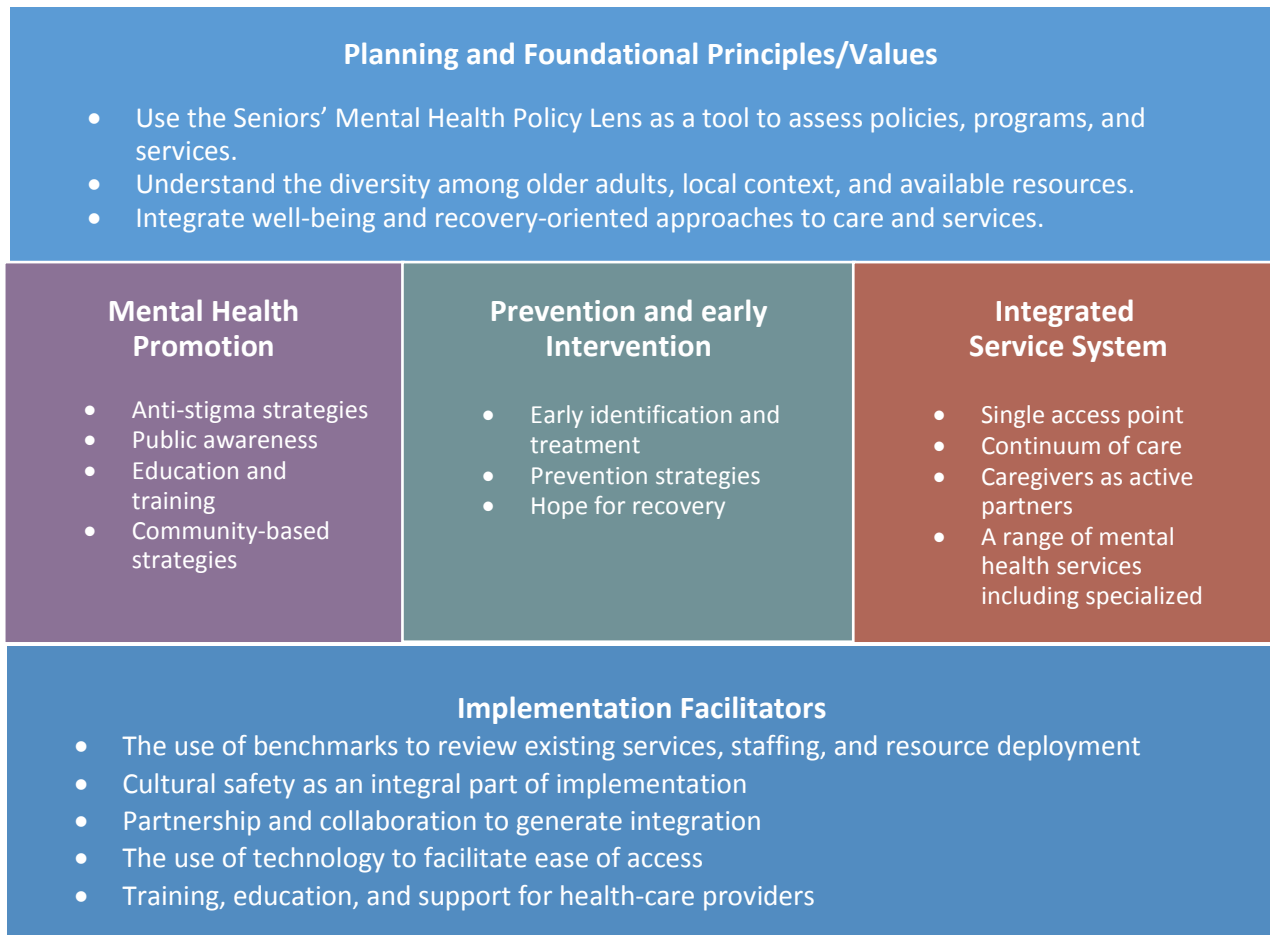 Planning and Foundational Principles/Values
• Use the Seniors’ Mental Health Policy Lens as a tool to assess policies, programs, and
services.
• Understand the diversity among older adults, local context, and available resources.
• Integrate well-being and recovery-oriented approaches to care and services.
Mental Health
Promotion
• Anti-stigma strategies
• Public awareness
• Education and
training
• Community-based
strategies
Prevention and early
Intervention
• Early identification and
treatment
• Prevention strategies
• Hope for recovery
Integrated
Service System
• Single access point
• Continuum of care
• Caregivers as active
partners
• A range of mental
health services
including specialized
Implementation Facilitators
• The use of benchmarks to review existing services, staffing, and resource deployment
• Cultural safety as an integral part of implementation
• Partnership and collaboration to generate integration
• The use of technology to facilitate ease of access
• Training, education, and support for health-care providers